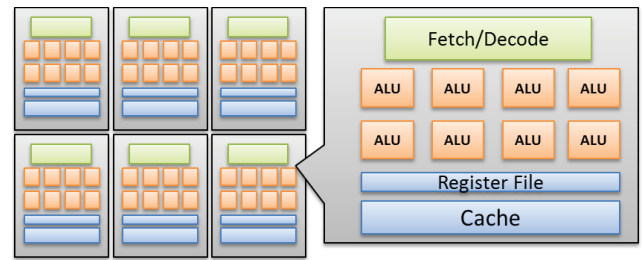 Fetch/Decode
ALU ALU ALU ALU
ALU ALU ALU ALU
Register File
Cache